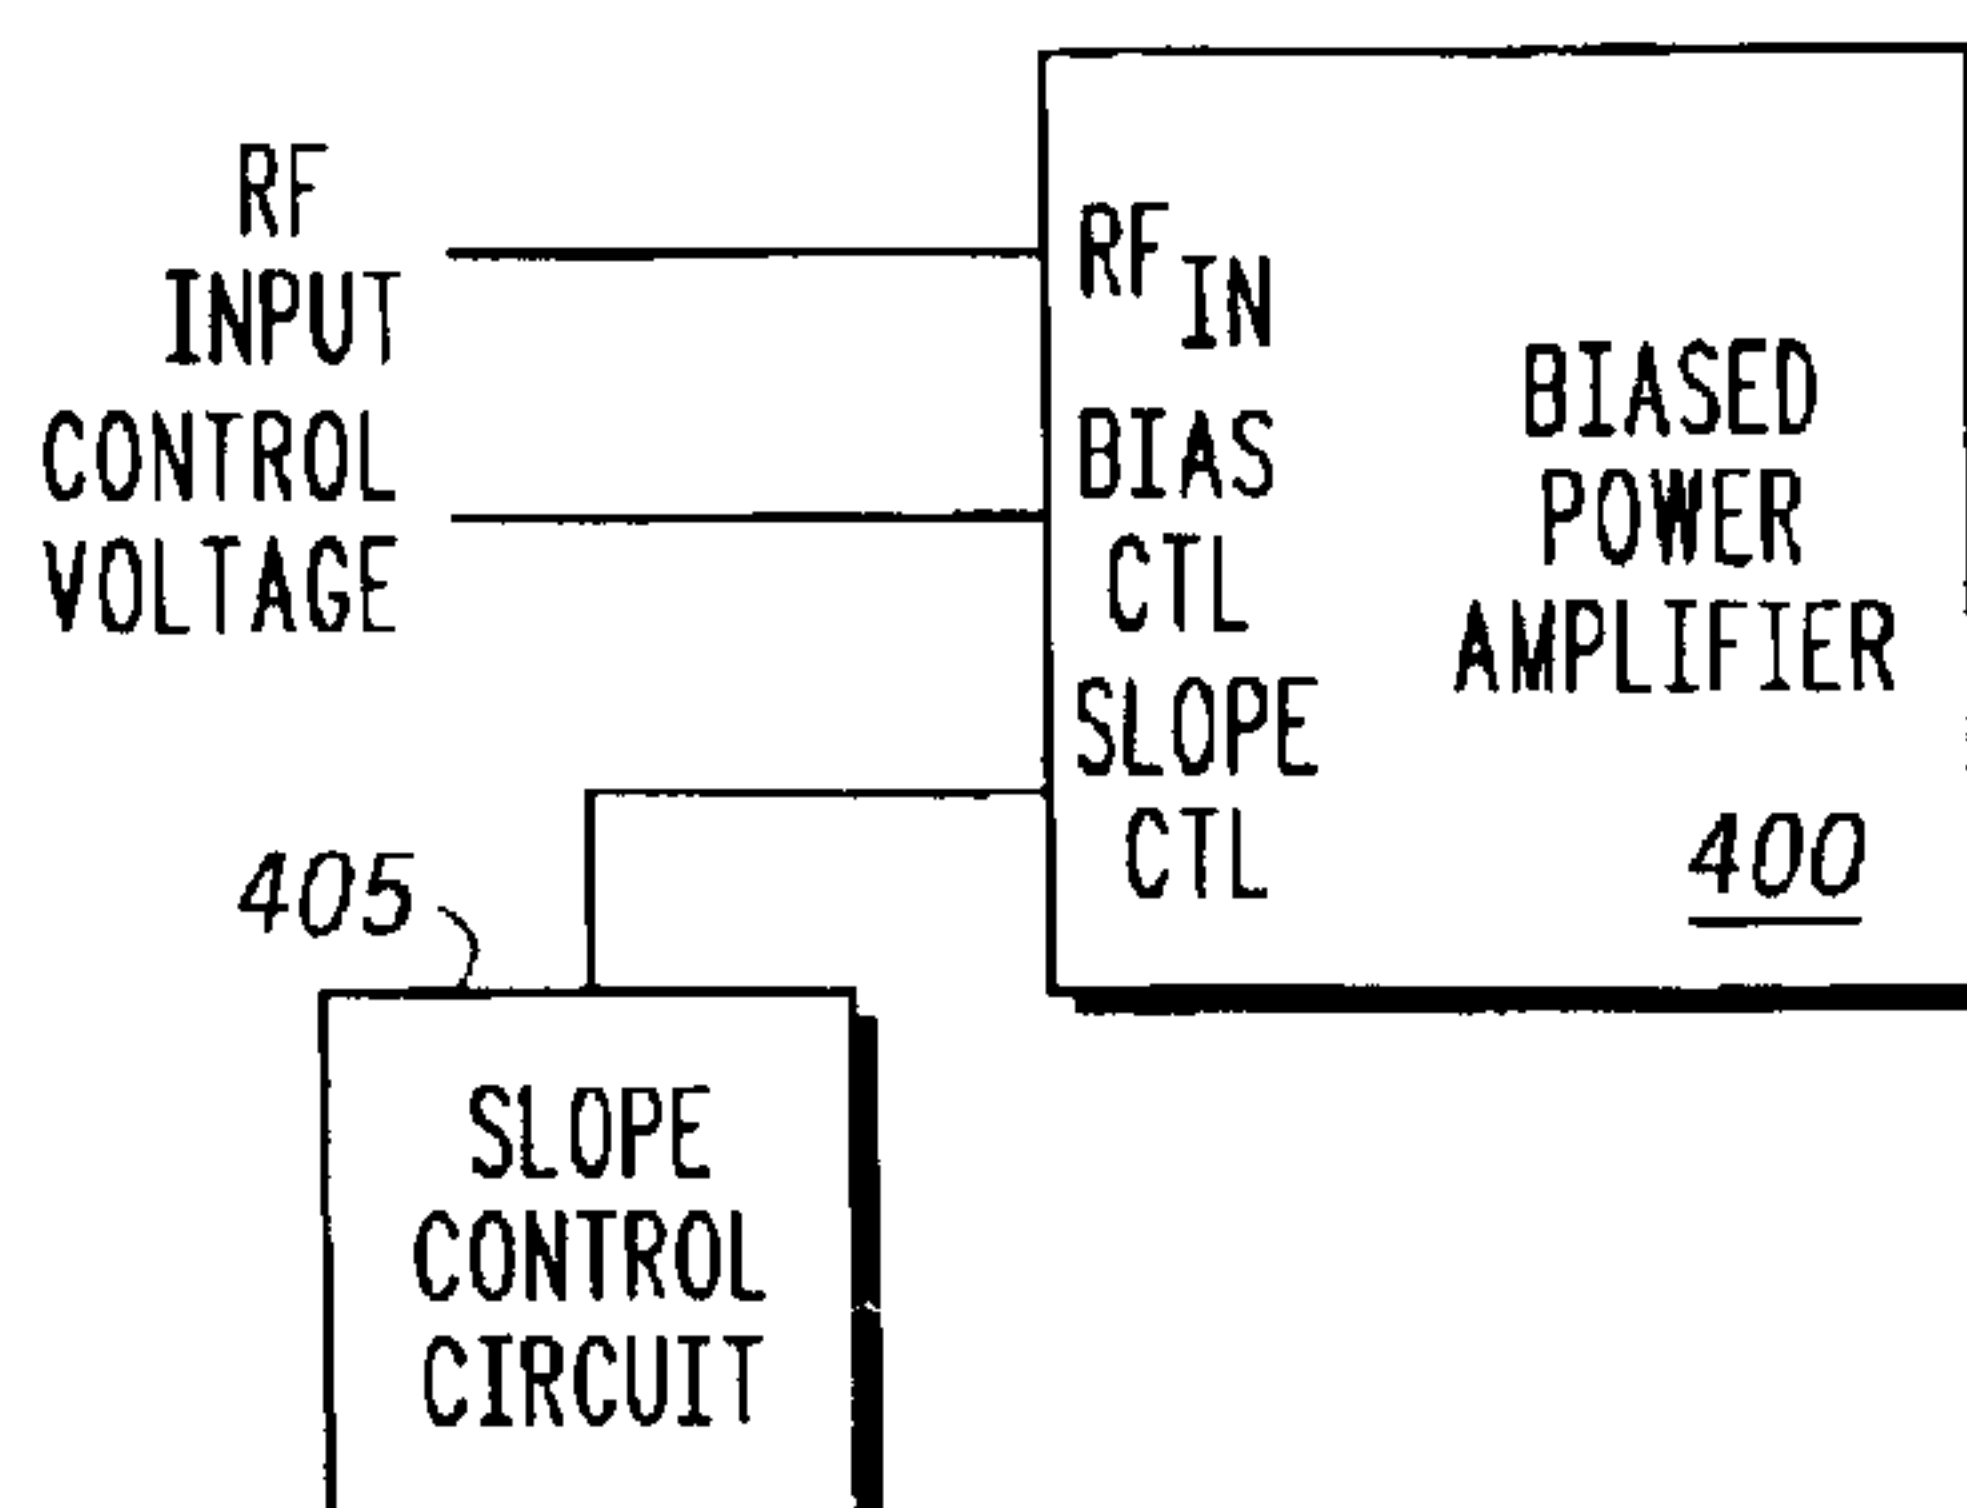 RF
INPUT
CONTROL
VOLTAGE
RF IN
BIAS
CTL
SLOPE
CTL
BIASED
POWER
AMPLIFIER
400
405
SLOPE
CONTROL
CIRCUIT